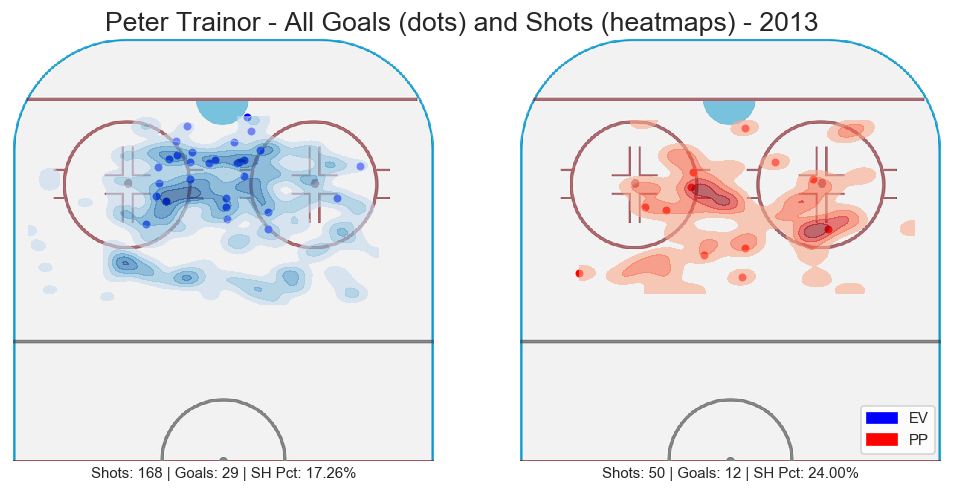 Peter Trainor - All Goals (dots) and Shots (heatmaps) - 2013
EV
PP
Shots: 168 | Goals: 29 | SH Pct: 17.26%
Shots: 50 | Goals: 12 | SH Pct: 24.00%